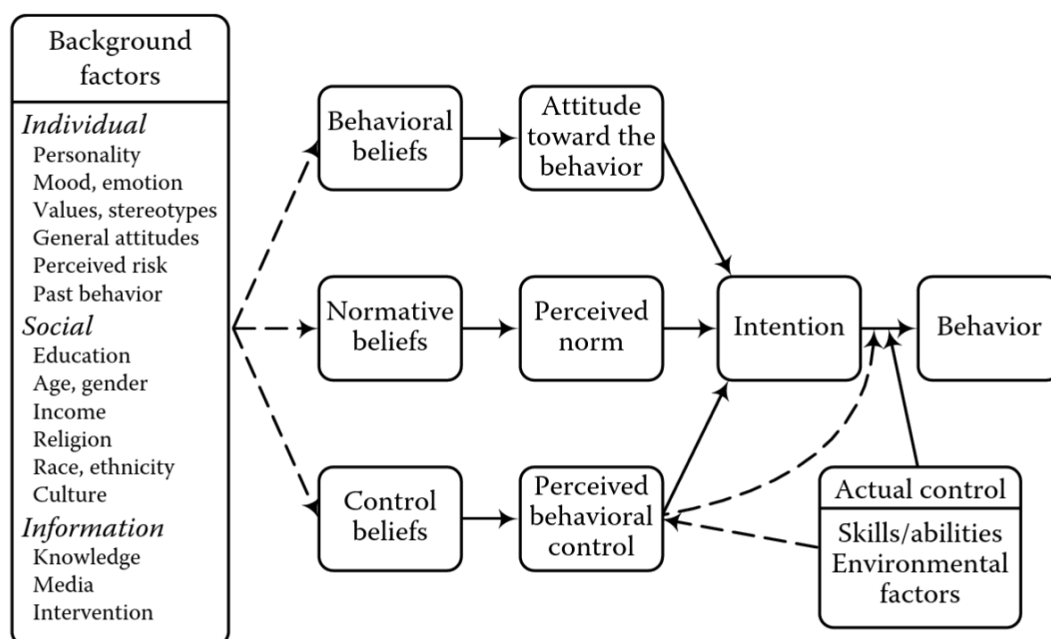 Background
factors
Individual
Personality
Mood, emotion
Values, stereotypes
General attitudes
Perceived risk
Past behavior
Social
Education
Age, gender
Income
Religion
Race, ethnicity
Culture
Information
Knowledge
Media
Intervention
Behavioral
beliefs
Attitude
toward the
behavior
Normative
beliefs
Perceived
norm
Intention
Behavior
Control
beliefs
Perceived
behavioral
control
Actual control
Skills/abilities
Environmental
factors